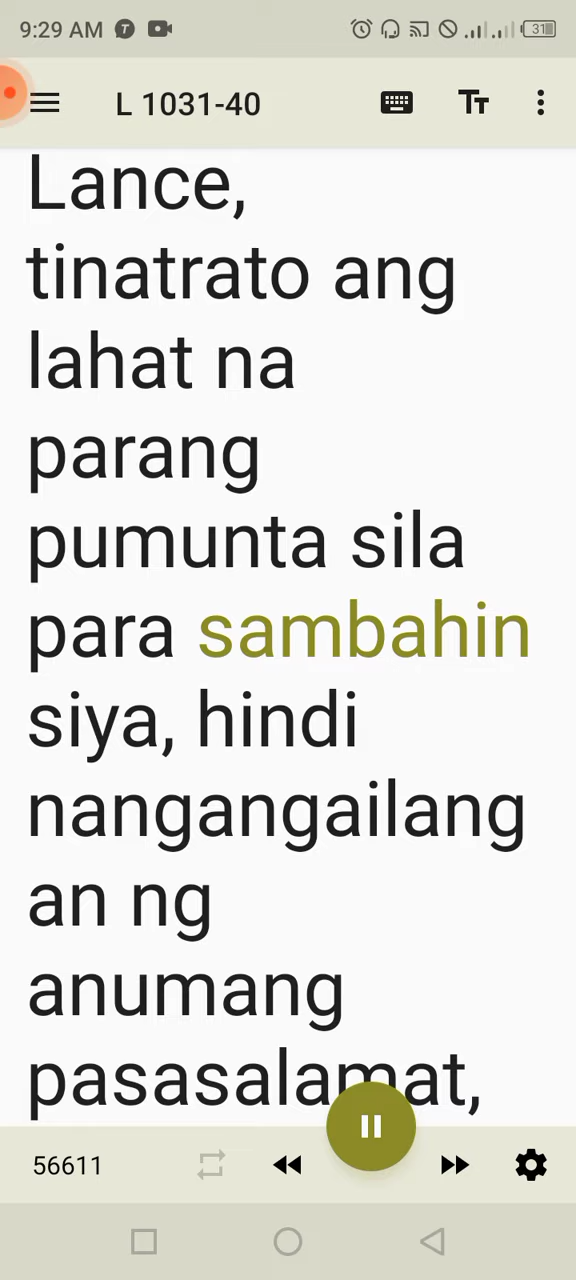 9:29 AM
31
L 1031-40
Lance,
tinatrato ang
lahat na
parang
pumunta sila
para sambahin
siya, hindi
nangangailang
an ng
anumang
pasasalamat,
56611